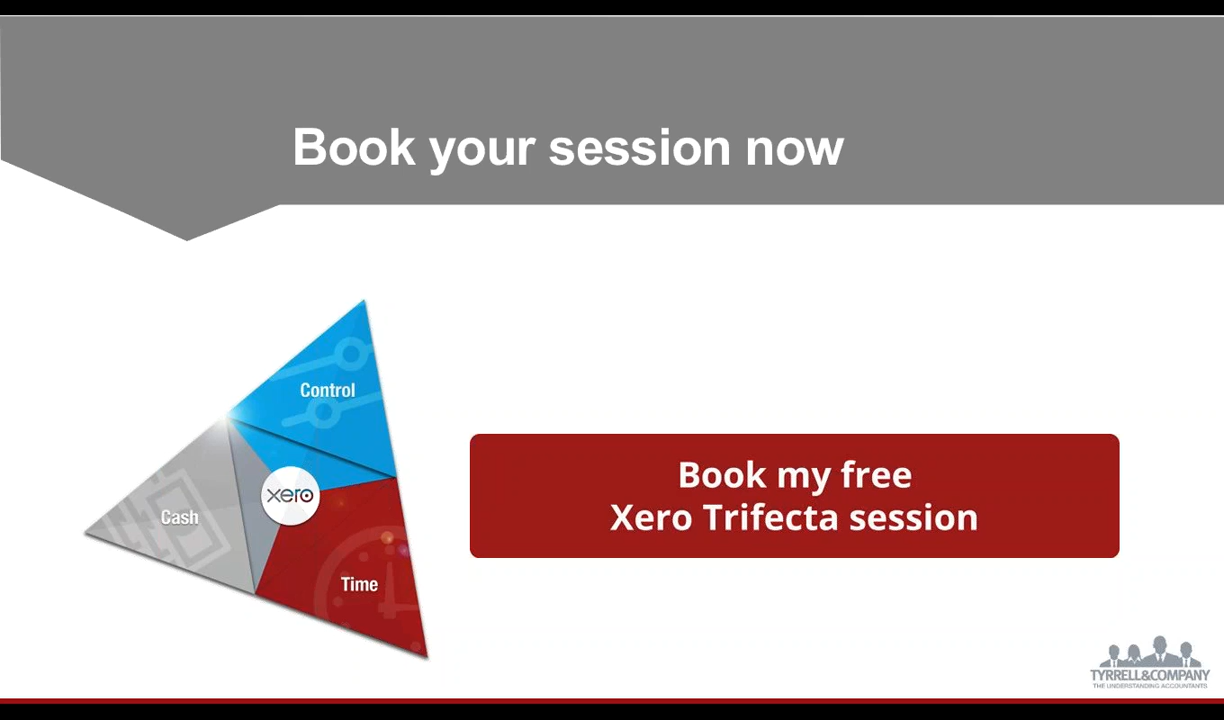 Book your session now
Control
xero
Cash
Time
Book my free
Xero Trifecta session
TYRRELL&COMPANY
THE UNDERSTANDING ACCOUNTANTS